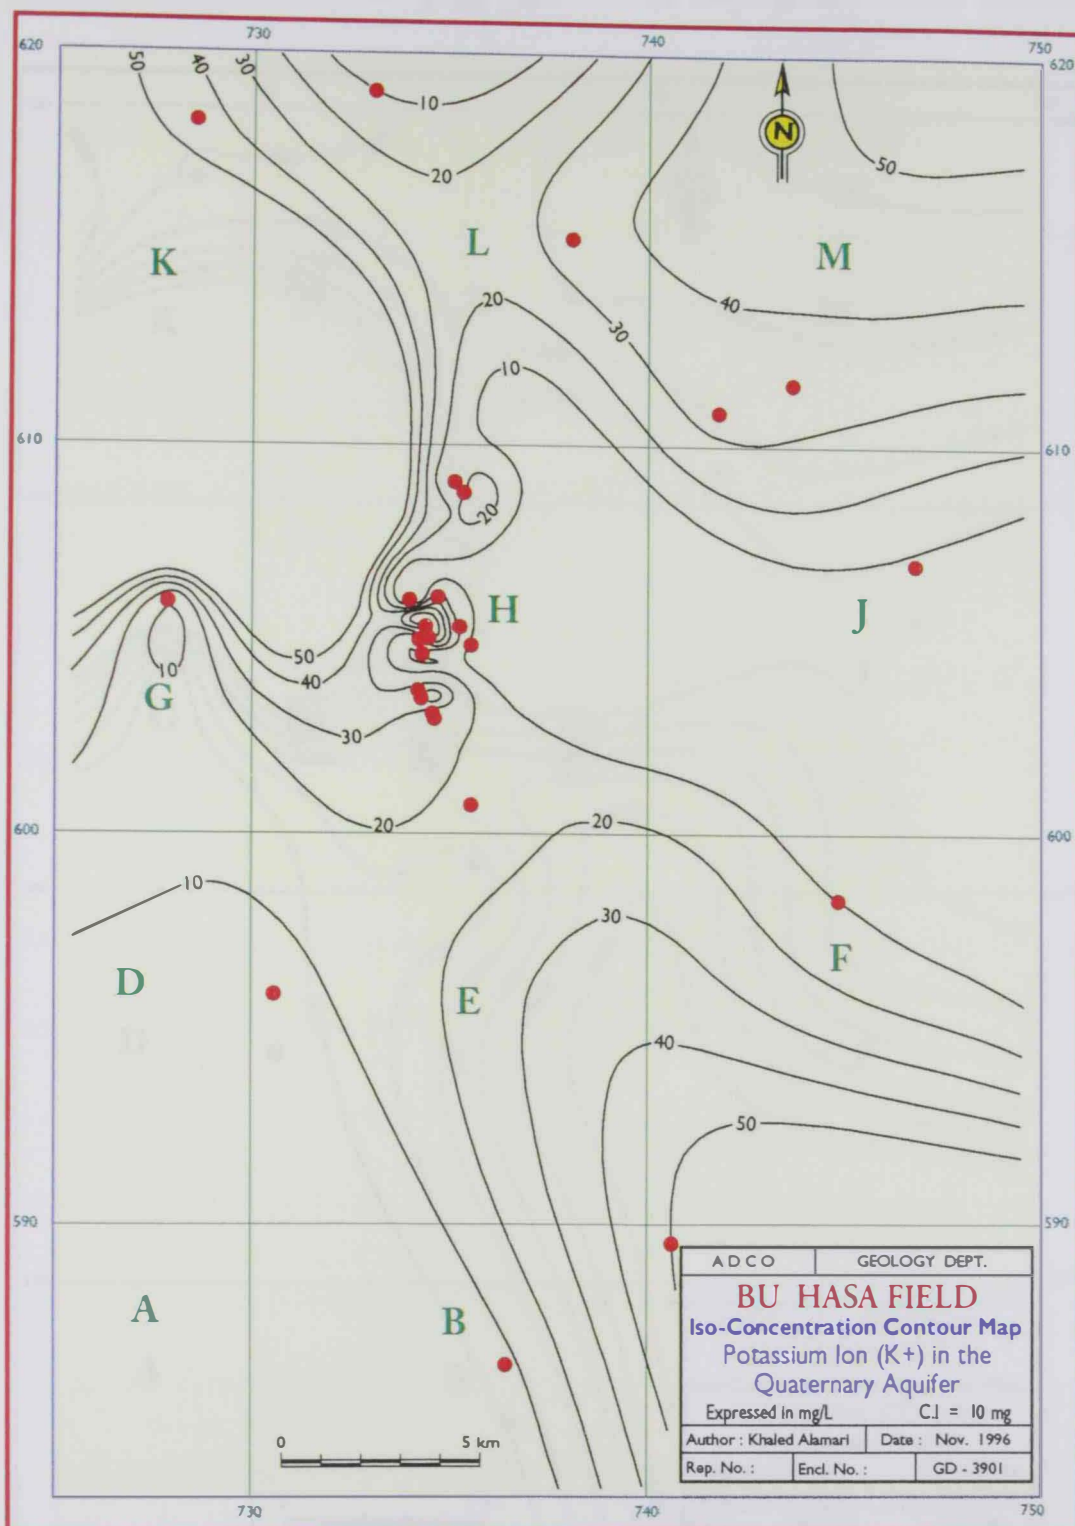 730 740 750
620 620
50 40 30
10
20
50
K L M
20
40
30
10
610 610
20
H J
50
40
10
G
30
20
600 600
20
10
30
D E F
40
50
590 590
A B
ADCO GEOLOGY DEPT.
BU HASA FIELD
Iso-Concentration Contour Map
Potassium Ion (K+) in the
Quaternary Aquifer
Expressed in mg/L C.I = 10 mg
Author : Khaled Alamari Date : Nov. 1996
Rep. No. : Encl. No. : GD - 3901
0 5 km
N
730 740 750